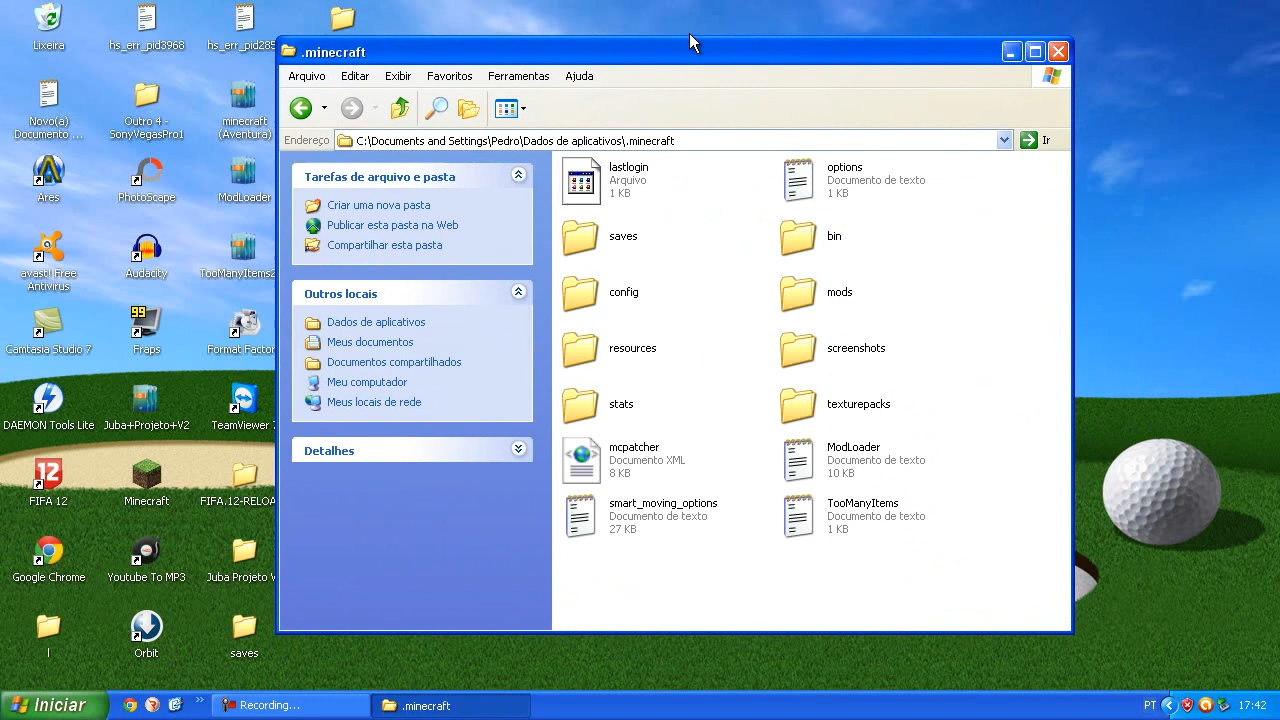 Lixeira
hs_err_pid3968
hs_err_pid285
Novo(a)
Documento ...
Outro 4 -
SonyVegasPro1
minecraft
(Aventura)
Ares
PhotoScape
ModLoader
avast! Free
Antivirus
Audacity
TooManyItems2
99
Camtasia Studio 7
Fraps
Format Factor
DAEMON Tools Lite
Juba+Projeto+V2
TeamViewer 7
12
FIFA 12
Minecraft
FIFA.12-RELO
Google Chrome
Youtube To MP3
Juba Projeto V
l
Orbit
saves
.minecraft
Arquivo
Editar
Exibir
Favoritos
Ferramentas
Ajuda
Endereço
C:\Documents and Settings\Pedro\Dados de aplicativos\.minecraft
Ir
Tarefas de arquivo e pasta
Criar uma nova pasta
Publicar esta pasta na Web
Compartilhar esta pasta
Outros locais
Dados de aplicativos
Meus documentos
Documentos compartilhados
Meu computador
Meus locais de rede
Detalhes
lastlogin
Arquivo
1 KB
options
Documento de texto
1 KB
saves
bin
config
mods
resources
screenshots
stats
texturepacks
mcpatcher
Documento XML
8 KB
ModLoader
Documento de texto
10 KB
smart_moving_options
Documento de texto
27 KB
TooManyItems
Documento de texto
1 KB
Iniciar
Recording...
.minecraft
PT
17:42